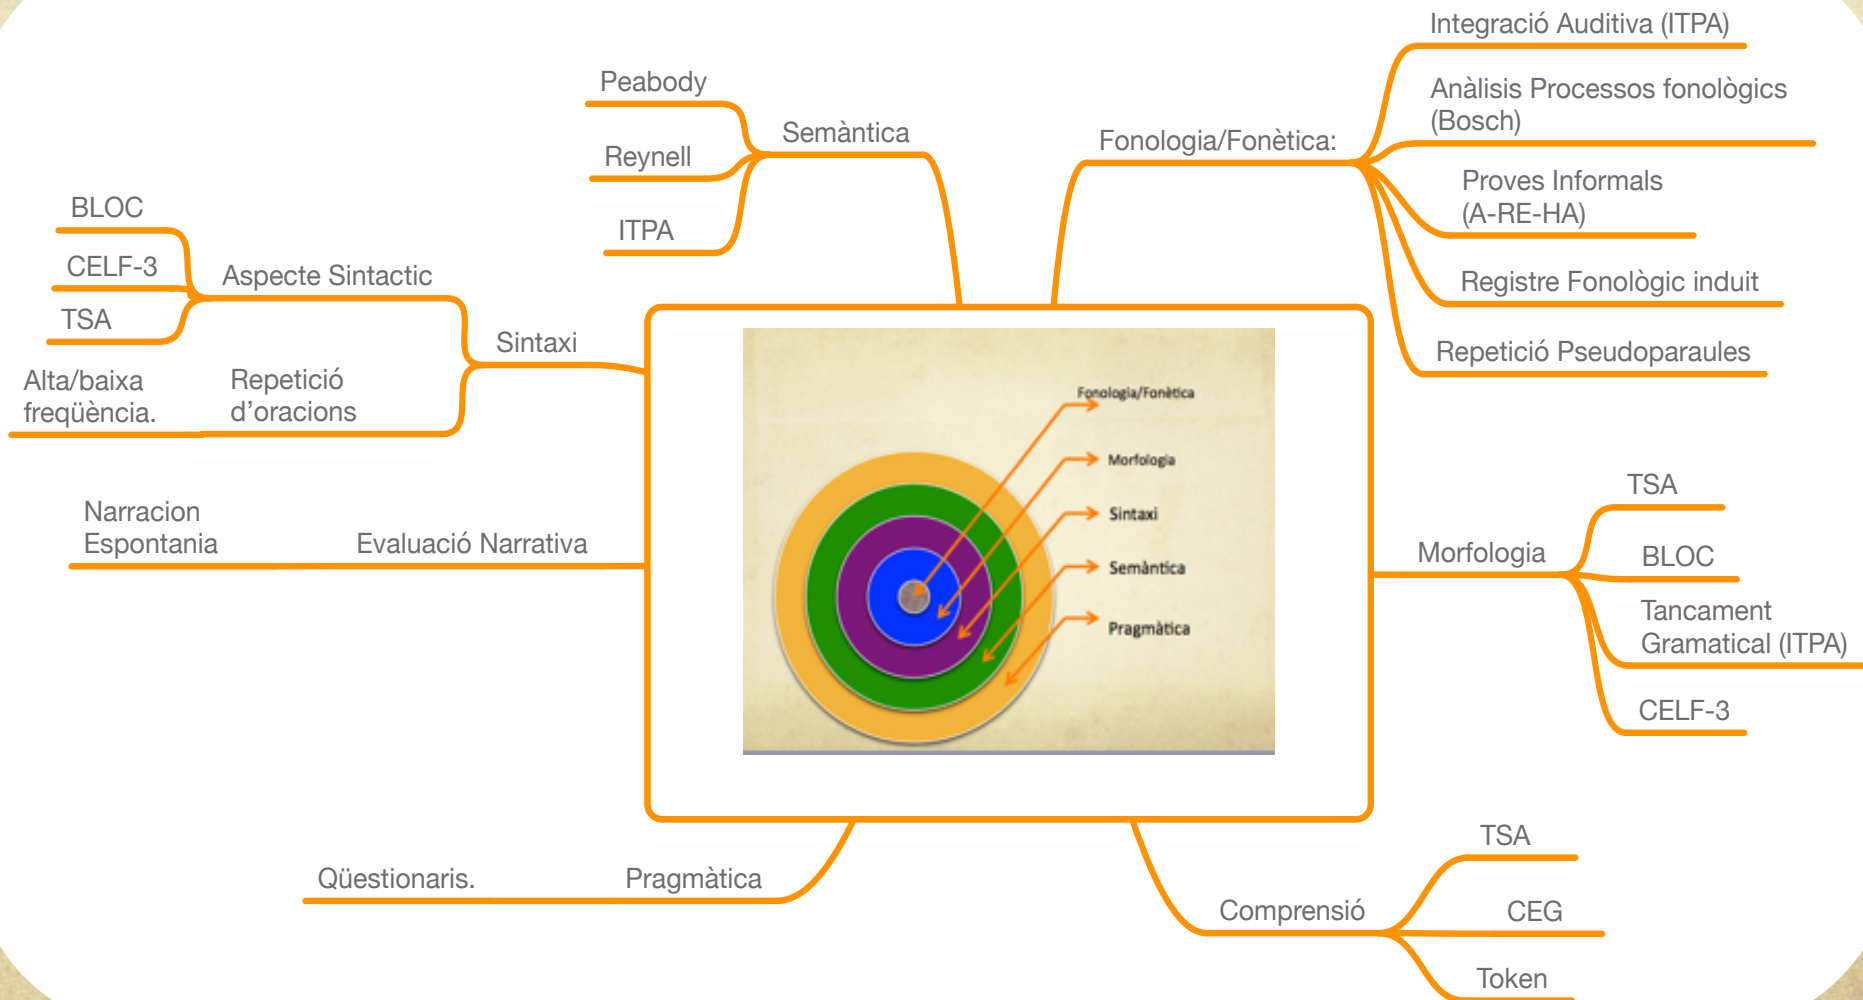 Integració Auditiva (ITPA)
Anàlisis Processos fonològics
(Bosch)
Proves Informals
(A-RE-HA)
Registre Fonològic induit
Repetició Pseudoparaules
Fonologia/Fonètica:
Peabody
Reynell
ITPA
Semàntica
BLOC
CELF-3
TSA
Aspecte Sintactic
Alta/baixa
freqüència.
Repetició
d'oracions
Sintaxi
Narracion
Espontania
Evaluació Narrativa
Fonologia/Fonètica
Morfologia
Sintaxi
Semàntica
Pragmàtica
Morfologia
TSA
BLOC
Tancament
Gramatical (ITPA)
CELF-3
Qüestionaris.
Pragmàtica
Comprensió
TSA
CEG
Token